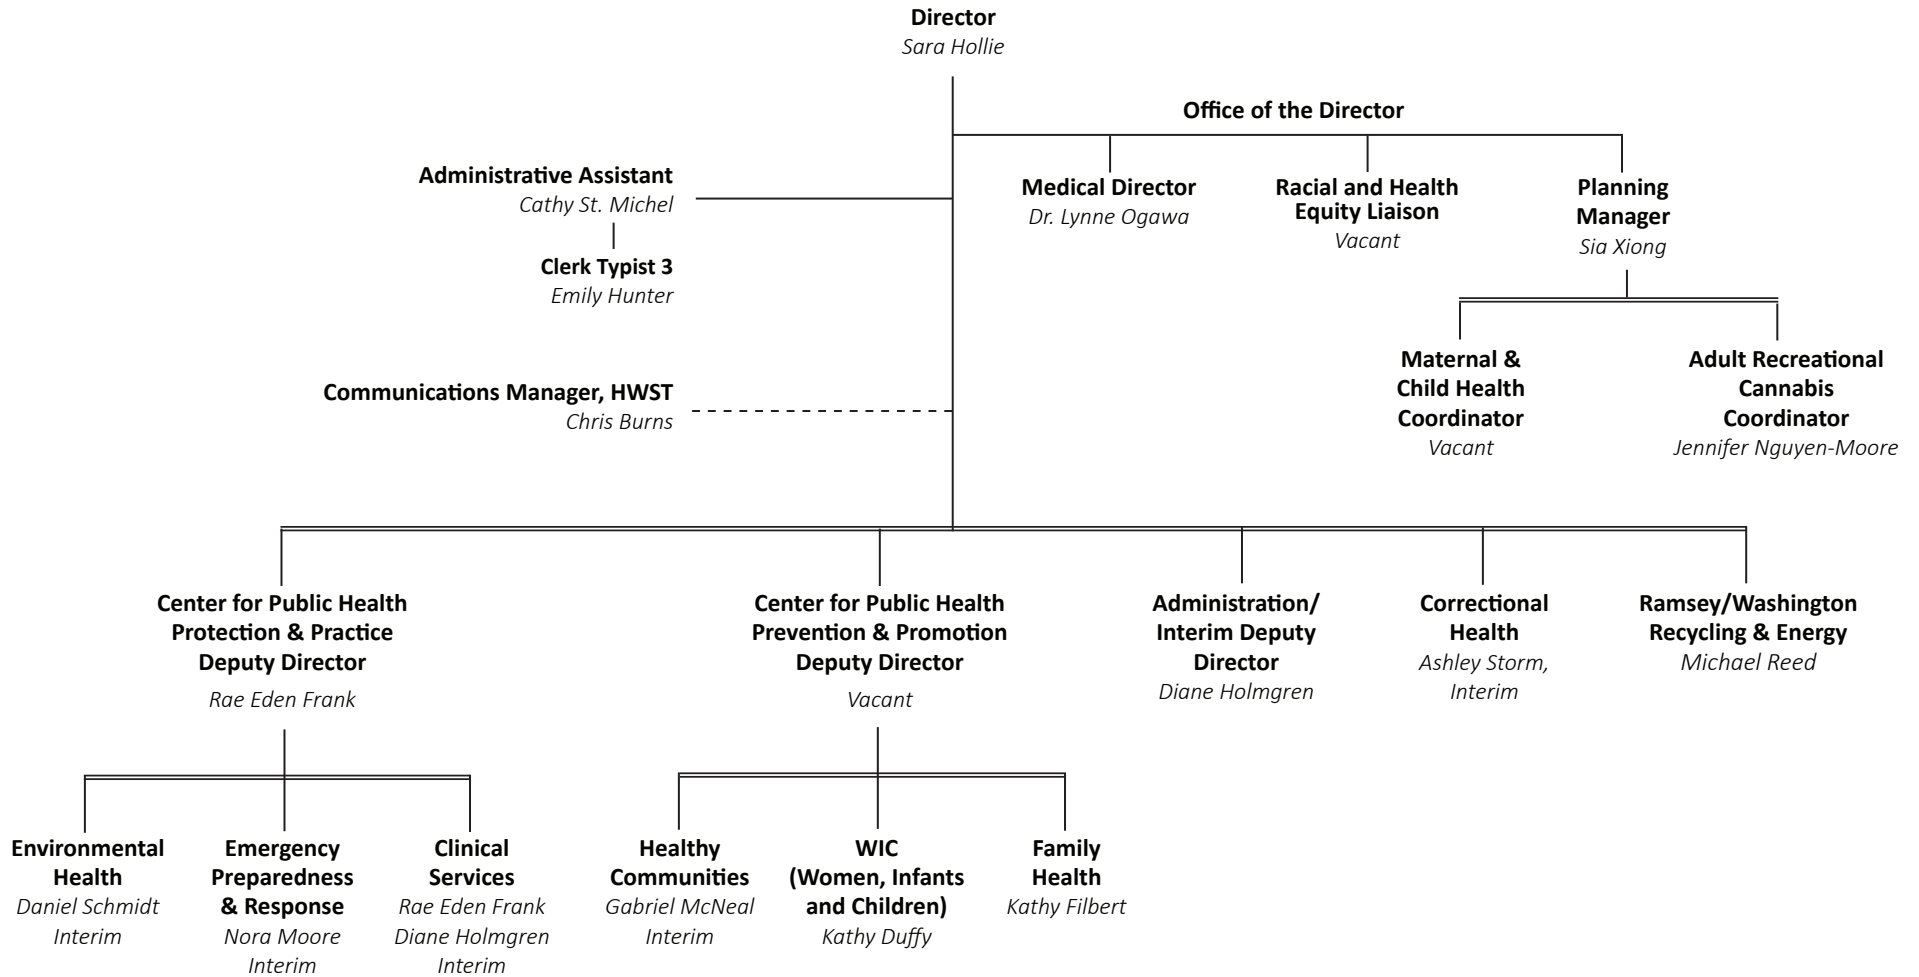 Director
Sara Hollie
Office of the Director
Administrative Assistant
Cathy St. Michel
Clerk Typist 3
Emily Hunter
Medical Director
Dr. Lynne Ogawa
Racial and Health
Equity Liaison
Vacant
Planning
Manager
Sia Xiong
Maternal &
Child Health
Coordinator
Vacant
Adult Recreational
Cannabis
Coordinator
Jennifer Nguyen-Moore
Communications Manager, HWST
Chris Burns
Center for Public Health
Protection & Practice
Deputy Director
Rae Eden Frank
Center for Public Health
Prevention & Promotion
Deputy Director
Vacant
Administration/
Interim Deputy
Director
Diane Holmgren
Correctional
Health
Ashley Storm,
Interim
Ramsey/Washington
Recycling & Energy
Michael Reed
Environmental
Health
Daniel Schmidt
Interim
Emergency
Preparedness
& Response
Nora Moore
Interim
Clinical
Services
Rae Eden Frank
Diane Holmgren
Interim
Healthy
Communities
Gabriel McNeal
Interim
WIC
(Women, Infants
and Children)
Kathy Duffy
Family
Health
Kathy Filbert